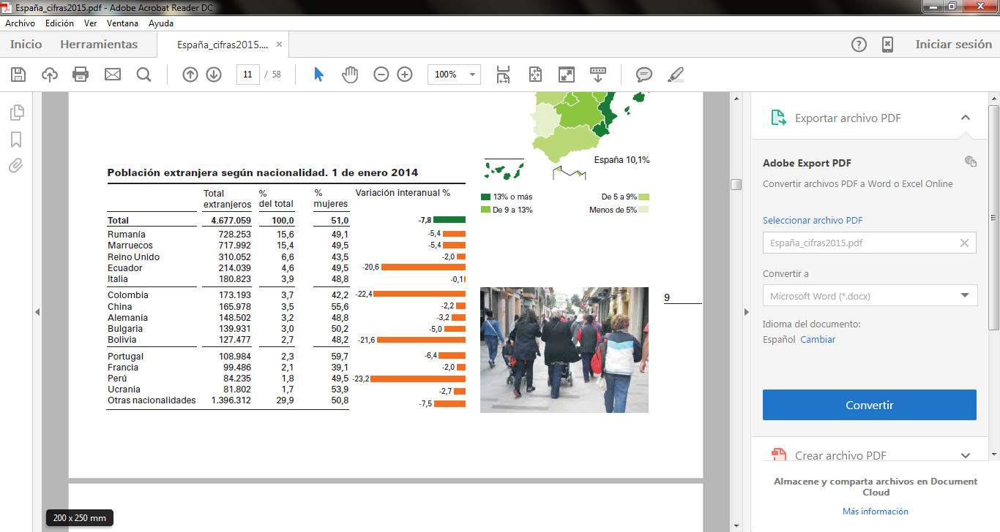 España_cifras2015.pdf - Adobe Acrobat Reader DC
Archivo Edición Ver Ventana Ayuda
Inicio Herramientas España_cifras2015.... × Iniciar sesión
11 / 58 100%
España 10,1%
13% o más De 5 a 9%
De 9 a 13% Menos de 5%
Población extranjera según nacionalidad. 1 de enero 2014
Total extranjeros % del total % mujeres Variación interanual %
Total 4.677.059 100,0 51,0 -7,8
Rumanía 728.253 15,6 49,1 -5,4
Marruecos 717.992 15,4 49,5 -5,4
Reino Unido 310.052 6,6 43,5 -2,0
Ecuador 214.039 4,6 49,5 -20,6
Italia 180.823 3,9 48,8 -0,1
Colombia 173.193 3,7 42,2 -22,4
China 165.978 3,5 55,6 -2,2
Alemania 148.502 3,2 48,8 -3,2
Bulgaria 139.931 3,0 50,2 -5,0
Bolivia 127.477 2,7 48,2 -21,6
Portugal 108.984 2,3 59,7 -6,4
Francia 99.486 2,1 39,1 -2,0
Perú 84.235 1,8 49,5 -23,2
Ucrania 81.802 1,7 53,9 -2,7
Otras nacionalidades 1.396.312 29,9 50,8 -7,5
9
200 x 250 mm
Exportar archivo PDF
Adobe Export PDF
Convertir archivos PDF a Word o Excel Online
Seleccionar archivo PDF
España_cifras2015.pdf
Convertir a
Microsoft Word (*.docx)
Idioma del documento:
Español Cambiar
Convertir
Crear archivo PDF
Almacene y comparta archivos en Document
Cloud
Más información